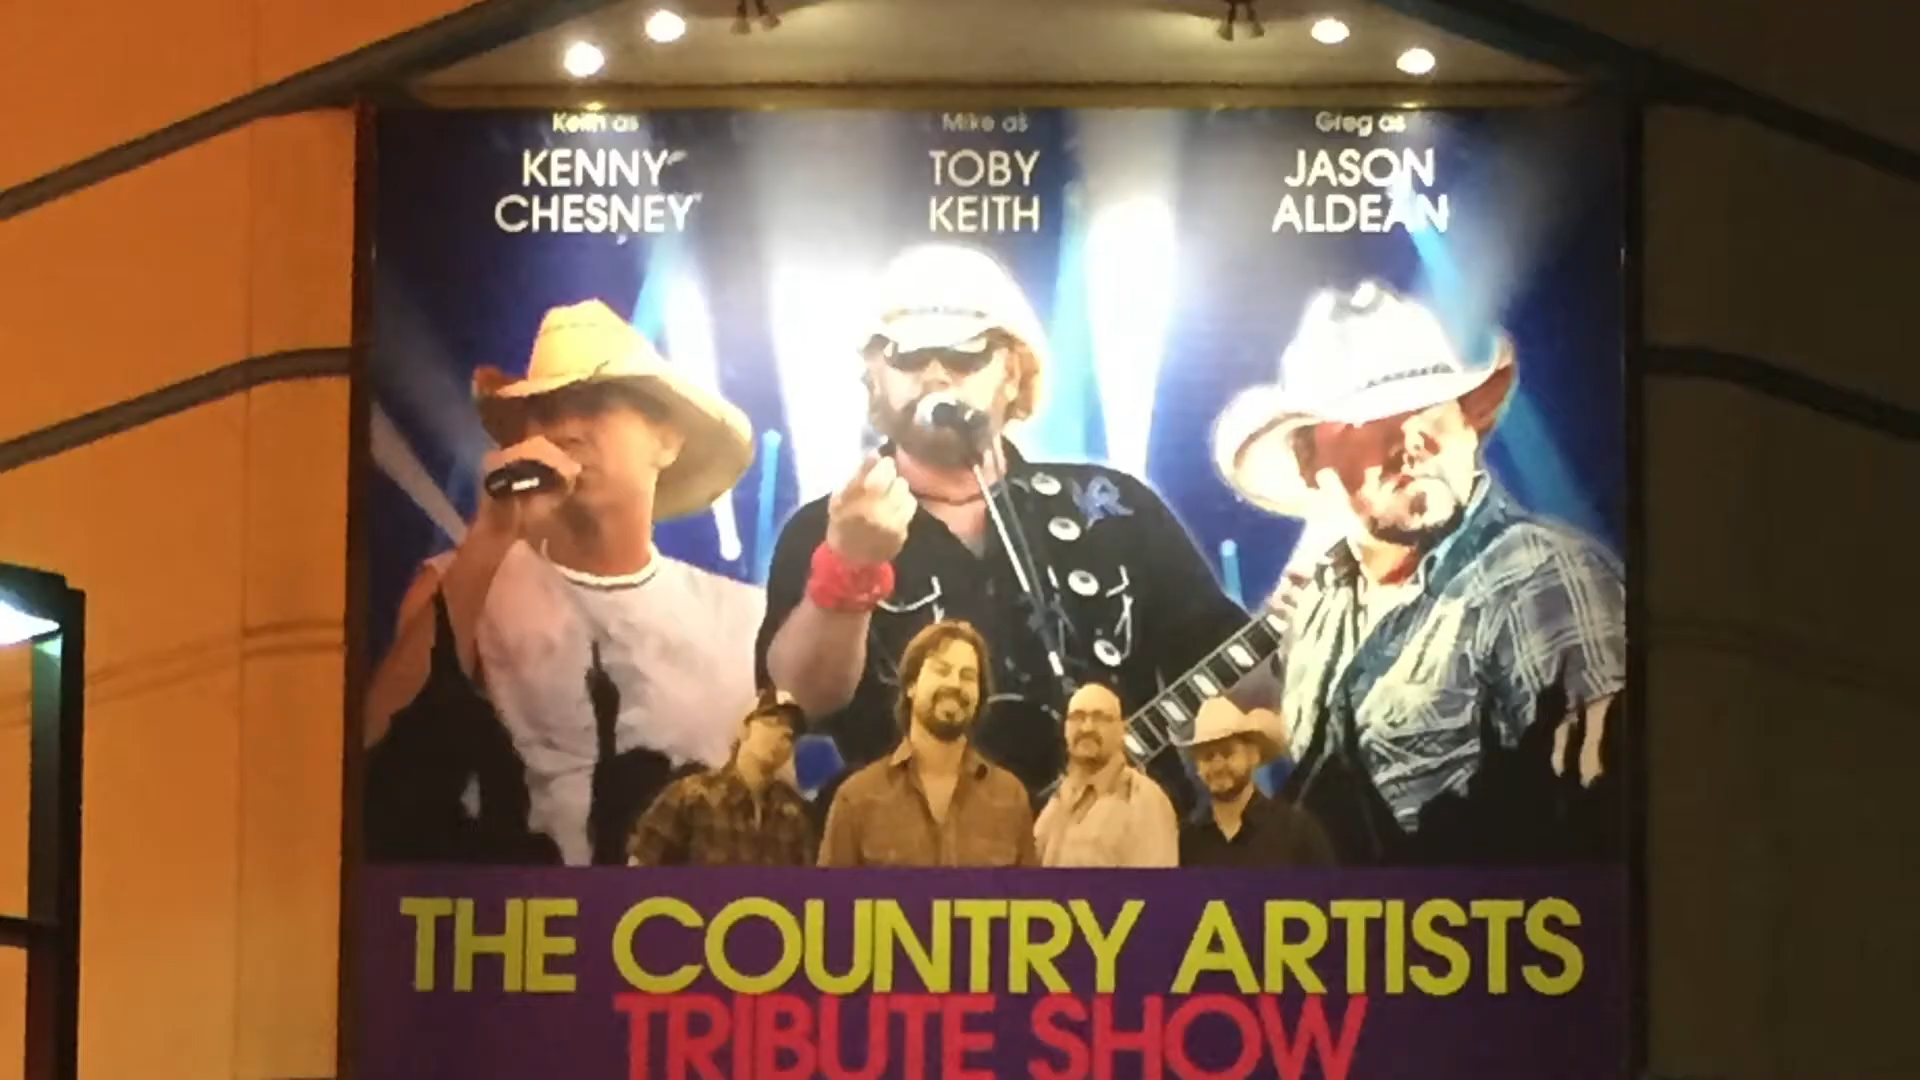 Keith as
KENNY
CHESNEY
Mike as
TOBY
KEITH
Greg as
JASON
ALDEAN
THE COUNTRY ARTISTS
TRIBUTE SHOW